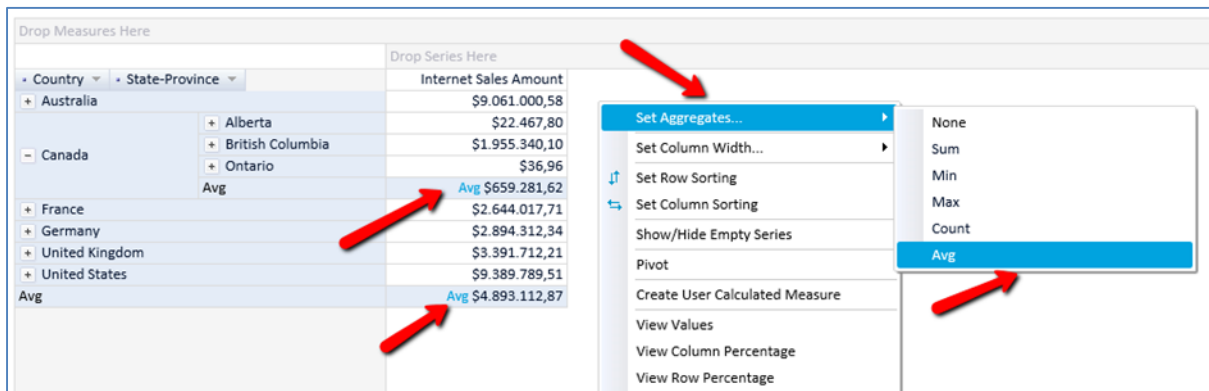 Drop Measures Here
Drop Series Here
Country State-Province Internet Sales Amount
+ Australia $9.061.000,58
+ Alberta $22.467,80
+ British Columbia $1.955.340,10
- Canada
+ Ontario $36,96
Avg Avg $659.281,62
+ France $2.644.017,71
+ Germany $2.894.312,34
+ United Kingdom $3.391.712,21
+ United States $9.389.789,51
Avg Avg $4.893.112,87
Set Aggregates...
Set Column Width...
Set Row Sorting
Set Column Sorting
Show/Hide Empty Series
Pivot
Create User Calculated Measure
View Values
View Column Percentage
View Row Percentage
None
Sum
Min
Max
Count
Avg